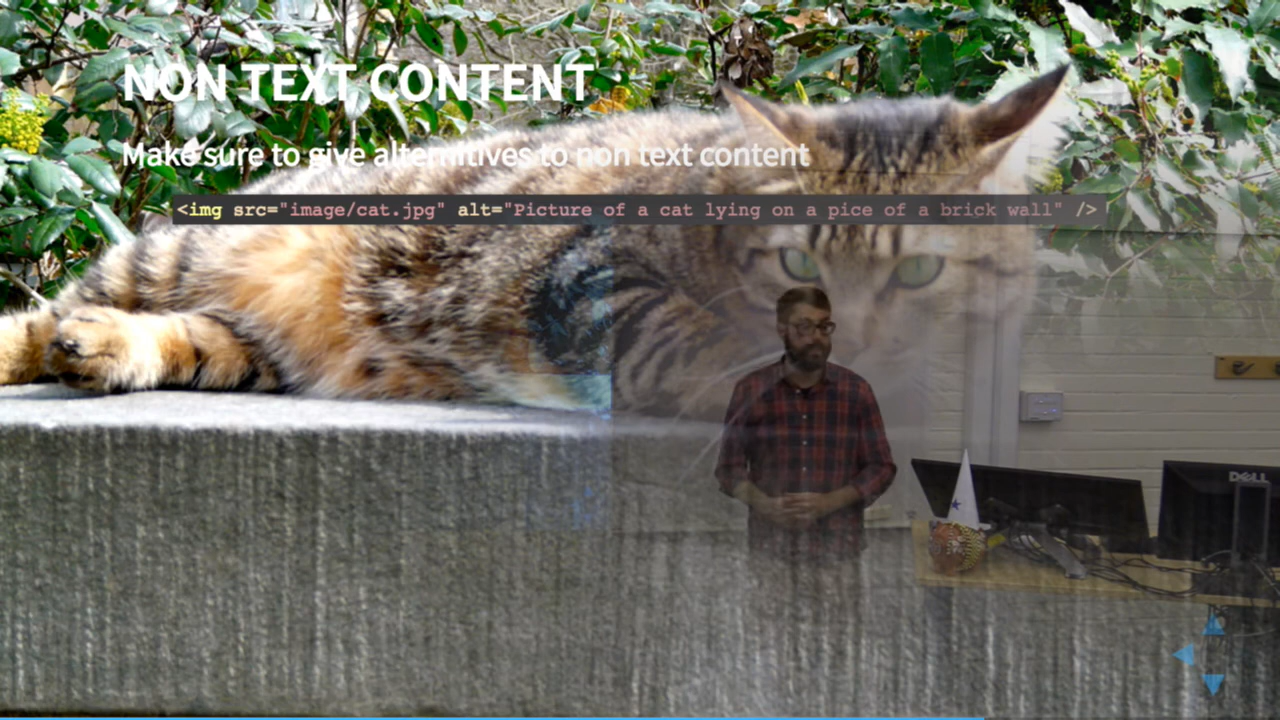 NON TEXT CONTENT
Make sure to give alternitives to non text content
<img src="image/cat.jpg" alt="Picture of a cat lying on a pice of a brick wall" />
DELL